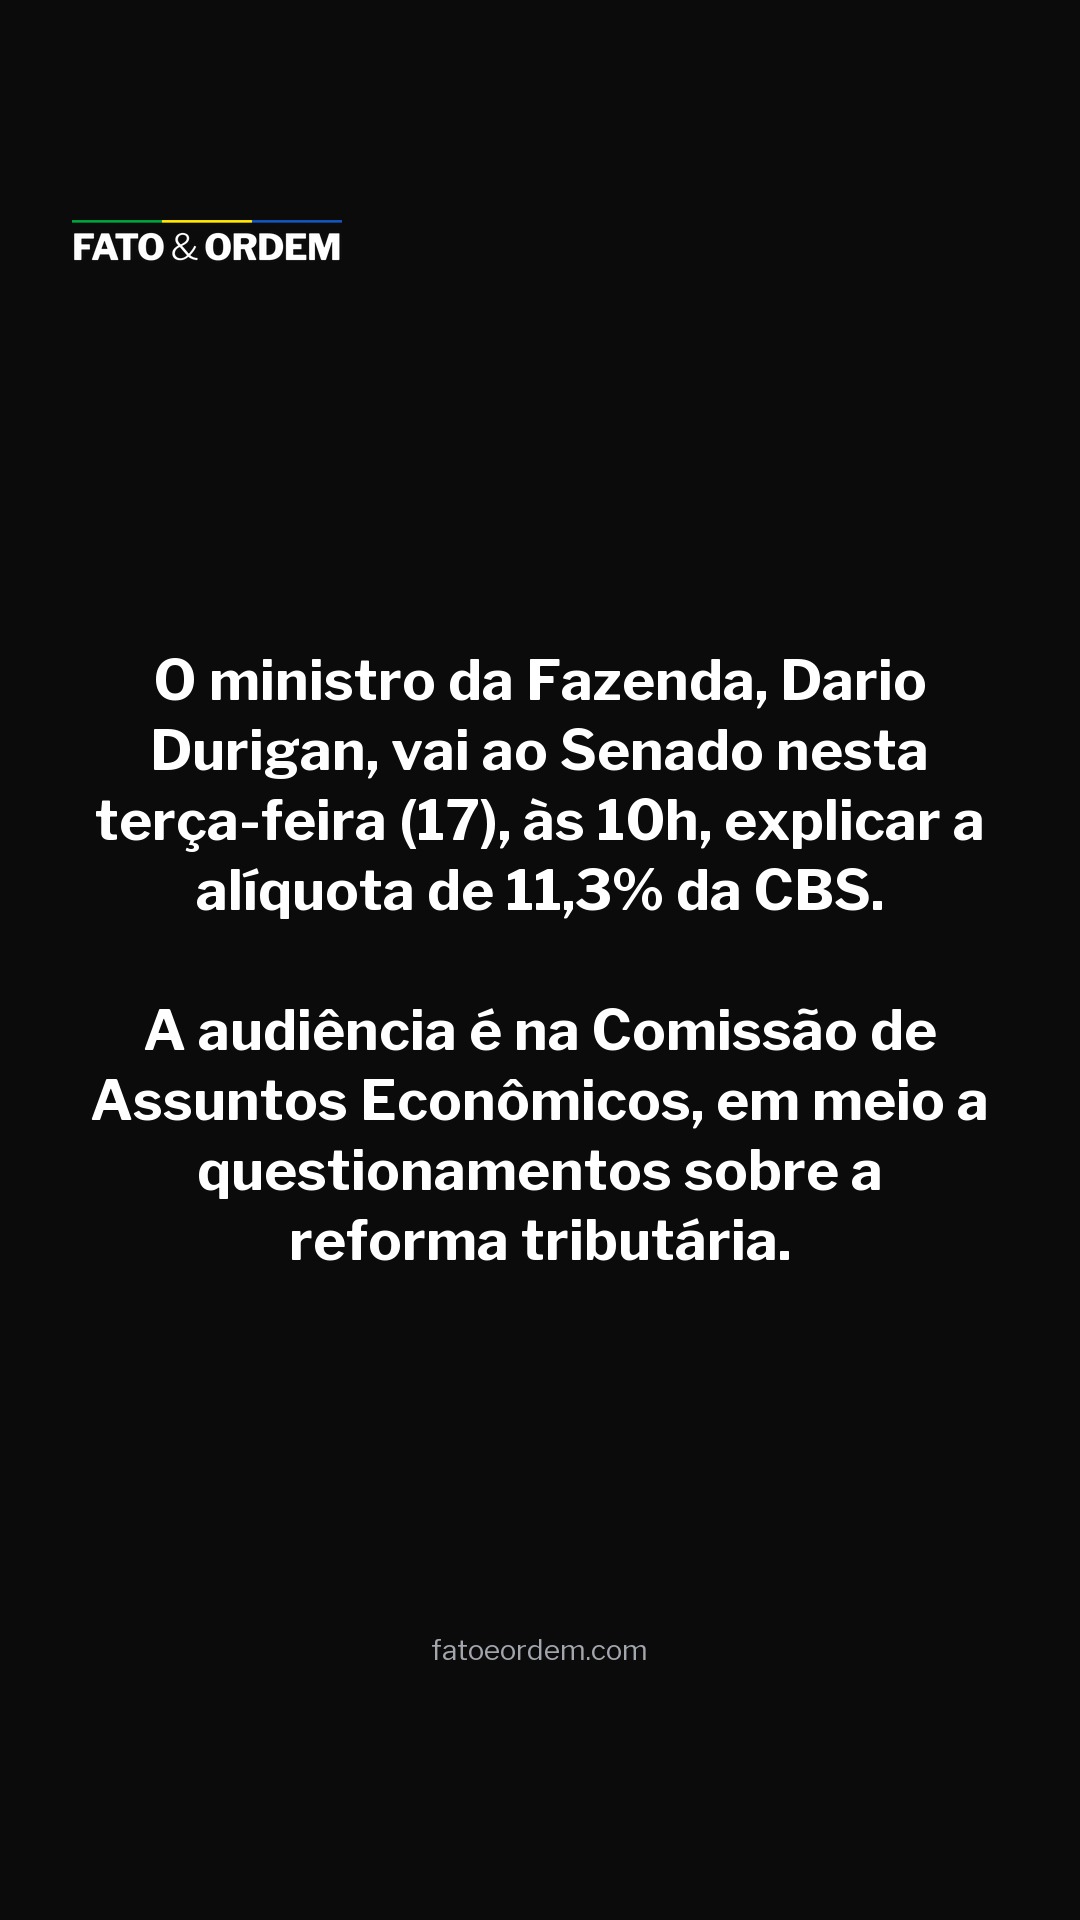 FATO & ORDEM
O ministro da Fazenda, Dario
Durigan, vai ao Senado nesta
terça-feira (17), às 10h, explicar a
alíquota de 11,3% da CBS.
A audiência é na Comissão de
Assuntos Econômicos, em meio a
questionamentos sobre a
reforma tributária.
fatoeordem.com